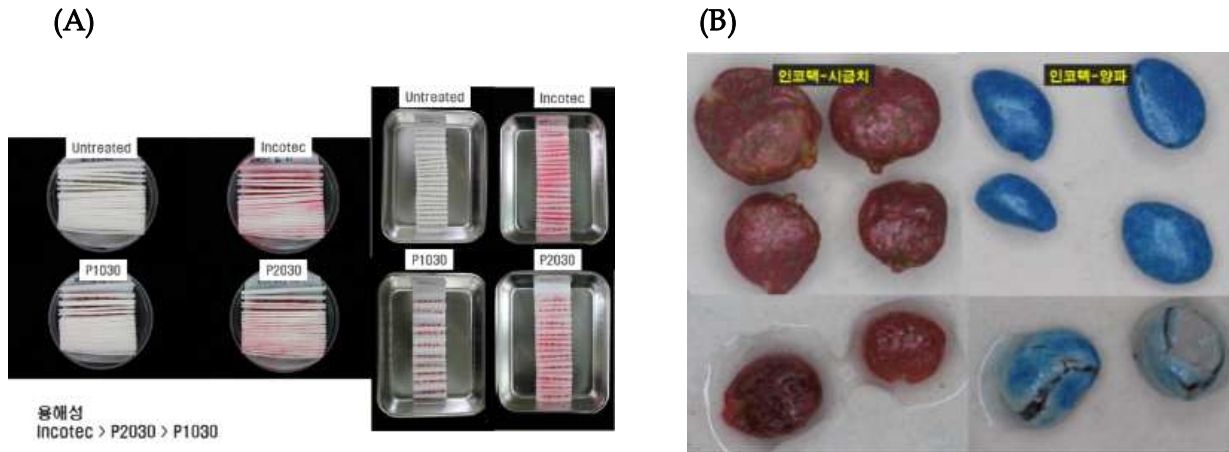 (A)
(B)
Untreated
Incotec
P1030
P2030
Untreated
Incotec
P1030
P2030
용해성
Incotec > P2030 > P1030
인코텍-시금치
인코텍-양파